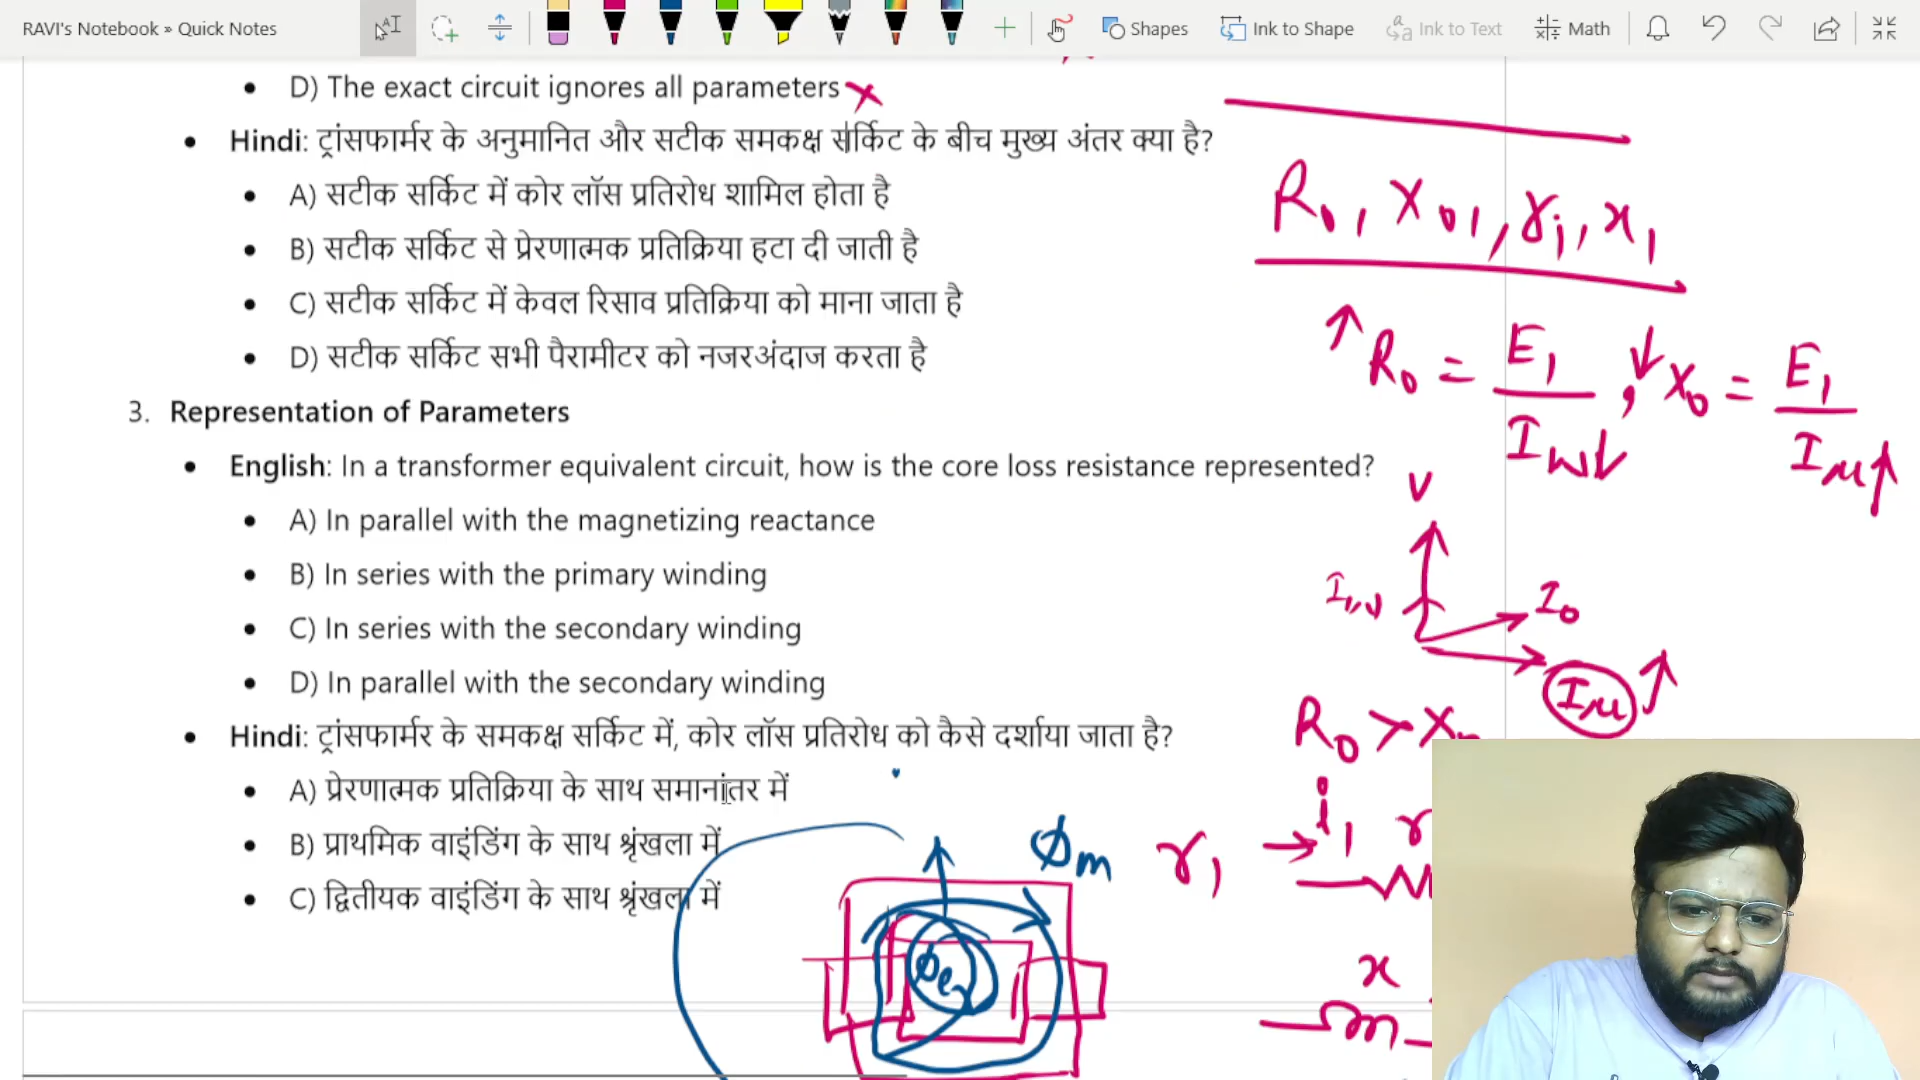 RAVI's Notebook » Quick Notes
Shapes
Ink to Shape
Ink to Text
Math
D) The exact circuit ignores all parameters
Hindi: ट्रांसफार्मर के अनुमानित और सटीक समकक्ष सर्किट के बीच मुख्य अंतर क्या है?
A) सटीक सर्किट में कोर लॉस प्रतिरोध शामिल होता है
B) सटीक सर्किट से प्रेरणात्मक प्रतिक्रिया हटा दी जाती है
C) सटीक सर्किट में केवल रिसाव प्रतिक्रिया को माना जाता है
D) सटीक सर्किट सभी पैरामीटर को नजरअंदाज करता है
3. Representation of Parameters
English: In a transformer equivalent circuit, how is the core loss resistance represented?
A) In parallel with the magnetizing reactance
B) In series with the primary winding
C) In series with the secondary winding
D) In parallel with the secondary winding
Hindi: ट्रांसफार्मर के समकक्ष सर्किट में, कोर लॉस प्रतिरोध को कैसे दर्शाया जाता है?
A) प्रेरणात्मक प्रतिक्रिया के साथ समानांतर में
B) प्राथमिक वाइंडिंग के साथ श्रृंखला में
C) द्वितीयक वाइंडिंग के साथ श्रृंखला में
R0, X01, r1, x1
↑ R0 = E1 / Iw ↓, ↓ X0 = E1 / Iμ ↑
V
Iw
I0
Iμ ↑
R0 > X0
ϕm
r1
i1
r
x